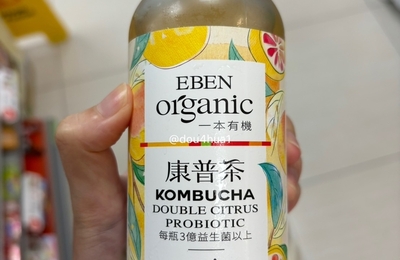 EBEN
organic
一本有機
@dou4hua1
康普茶
KOMBUCHA
DOUBLE CITRUS
PROBIOTIC
每瓶3億益生菌以上